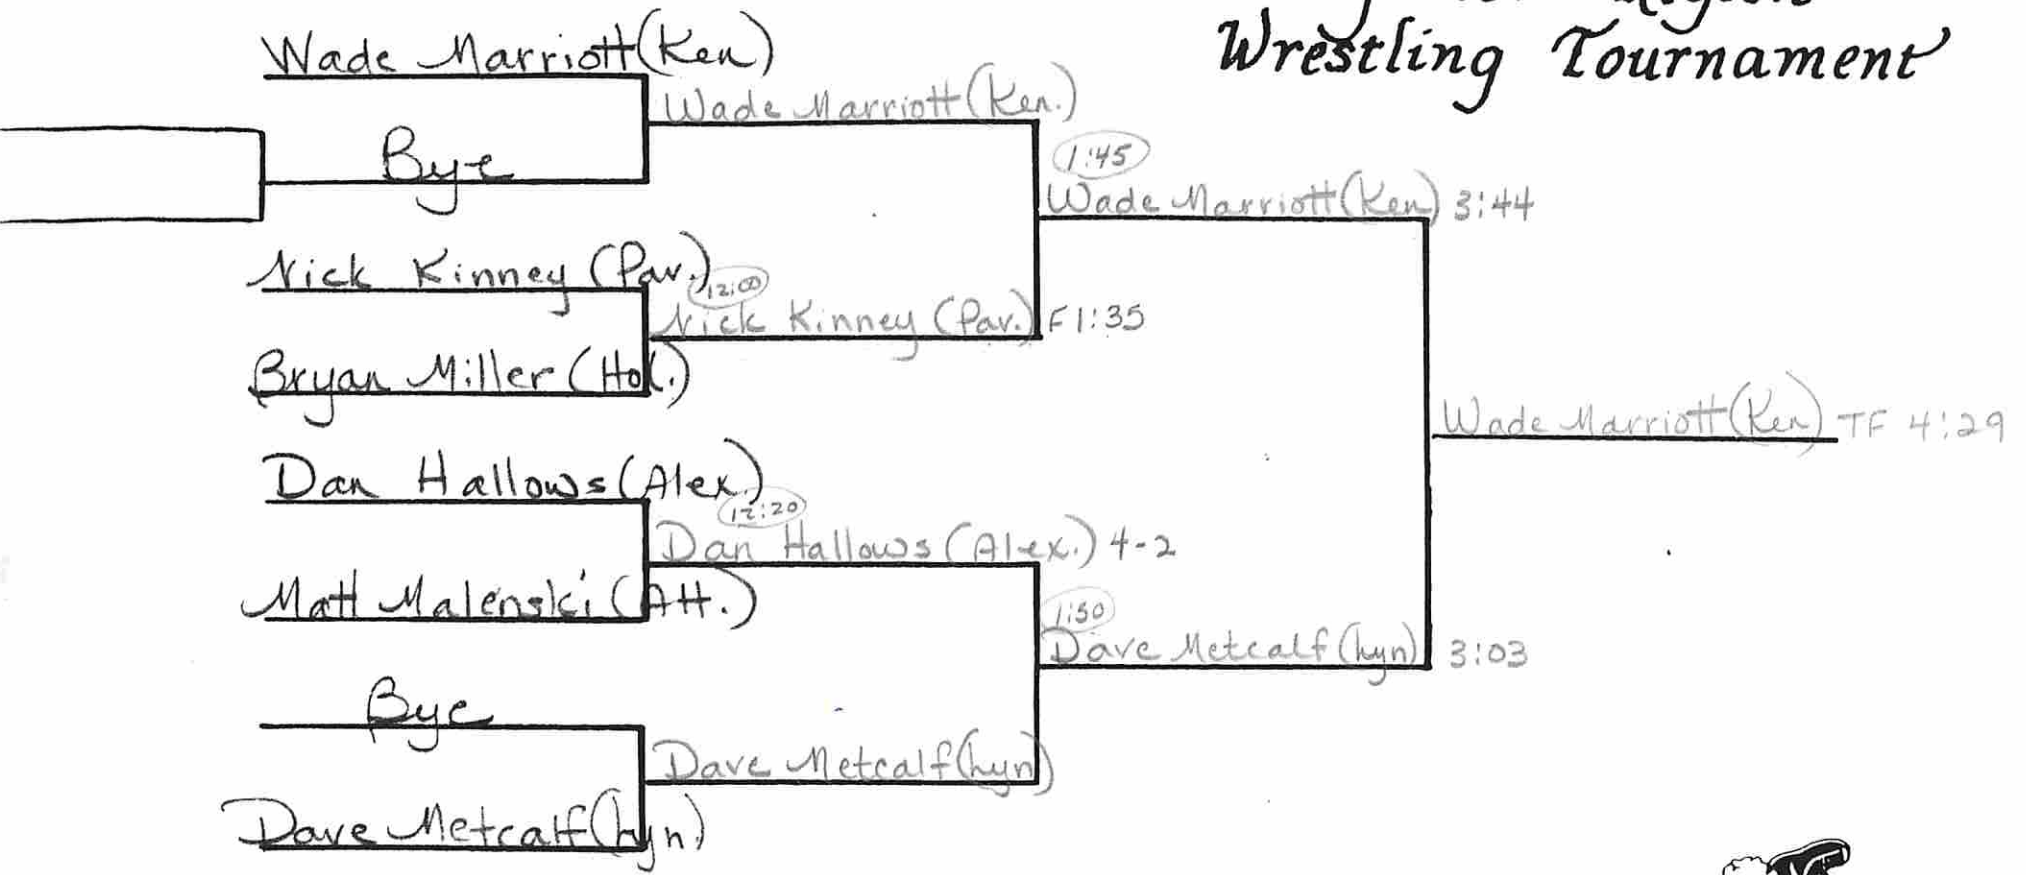 Wrestling Tournament
Wade Marriott (Ken)
Bye
Nick Kinney (Pav.)
Bryan Miller (Hol.)
Dan Hallows (Alex.)
Matt Malenski (Att.)
Bye
Dave Metcalf (Lyn.)
Wade Marriott (Ken.)
12:00
Nick Kinney (Pav.) F 1:35
12:20
Dan Hallows (Alex.) 4-2
Dave Metcalf (Lyn)
1:45
Wade Marriott (Ken) 3:44
1:50
Dave Metcalf (Lyn) 3:03
Wade Marriott (Ken) TF 4:29